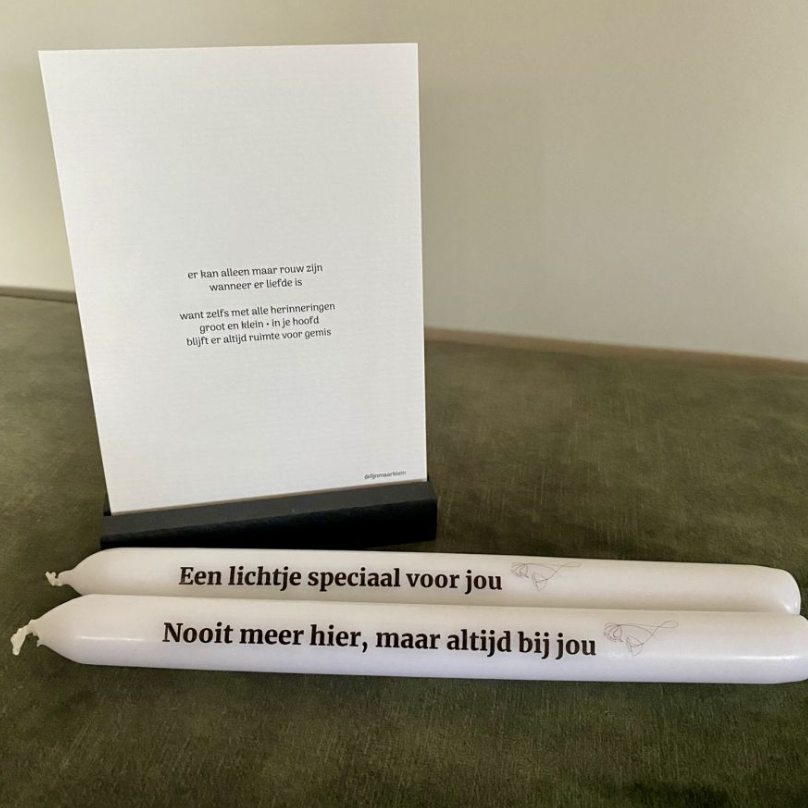 er kan alleen maar rouw zijn
wanneer er liefde is
want zelfs met alle herinneringen
groot en klein • in je hoofd
blijft er altijd ruimte voor gemis
Een lichtje speciaal voor jou
Nooit meer hier, maar altijd bij jou